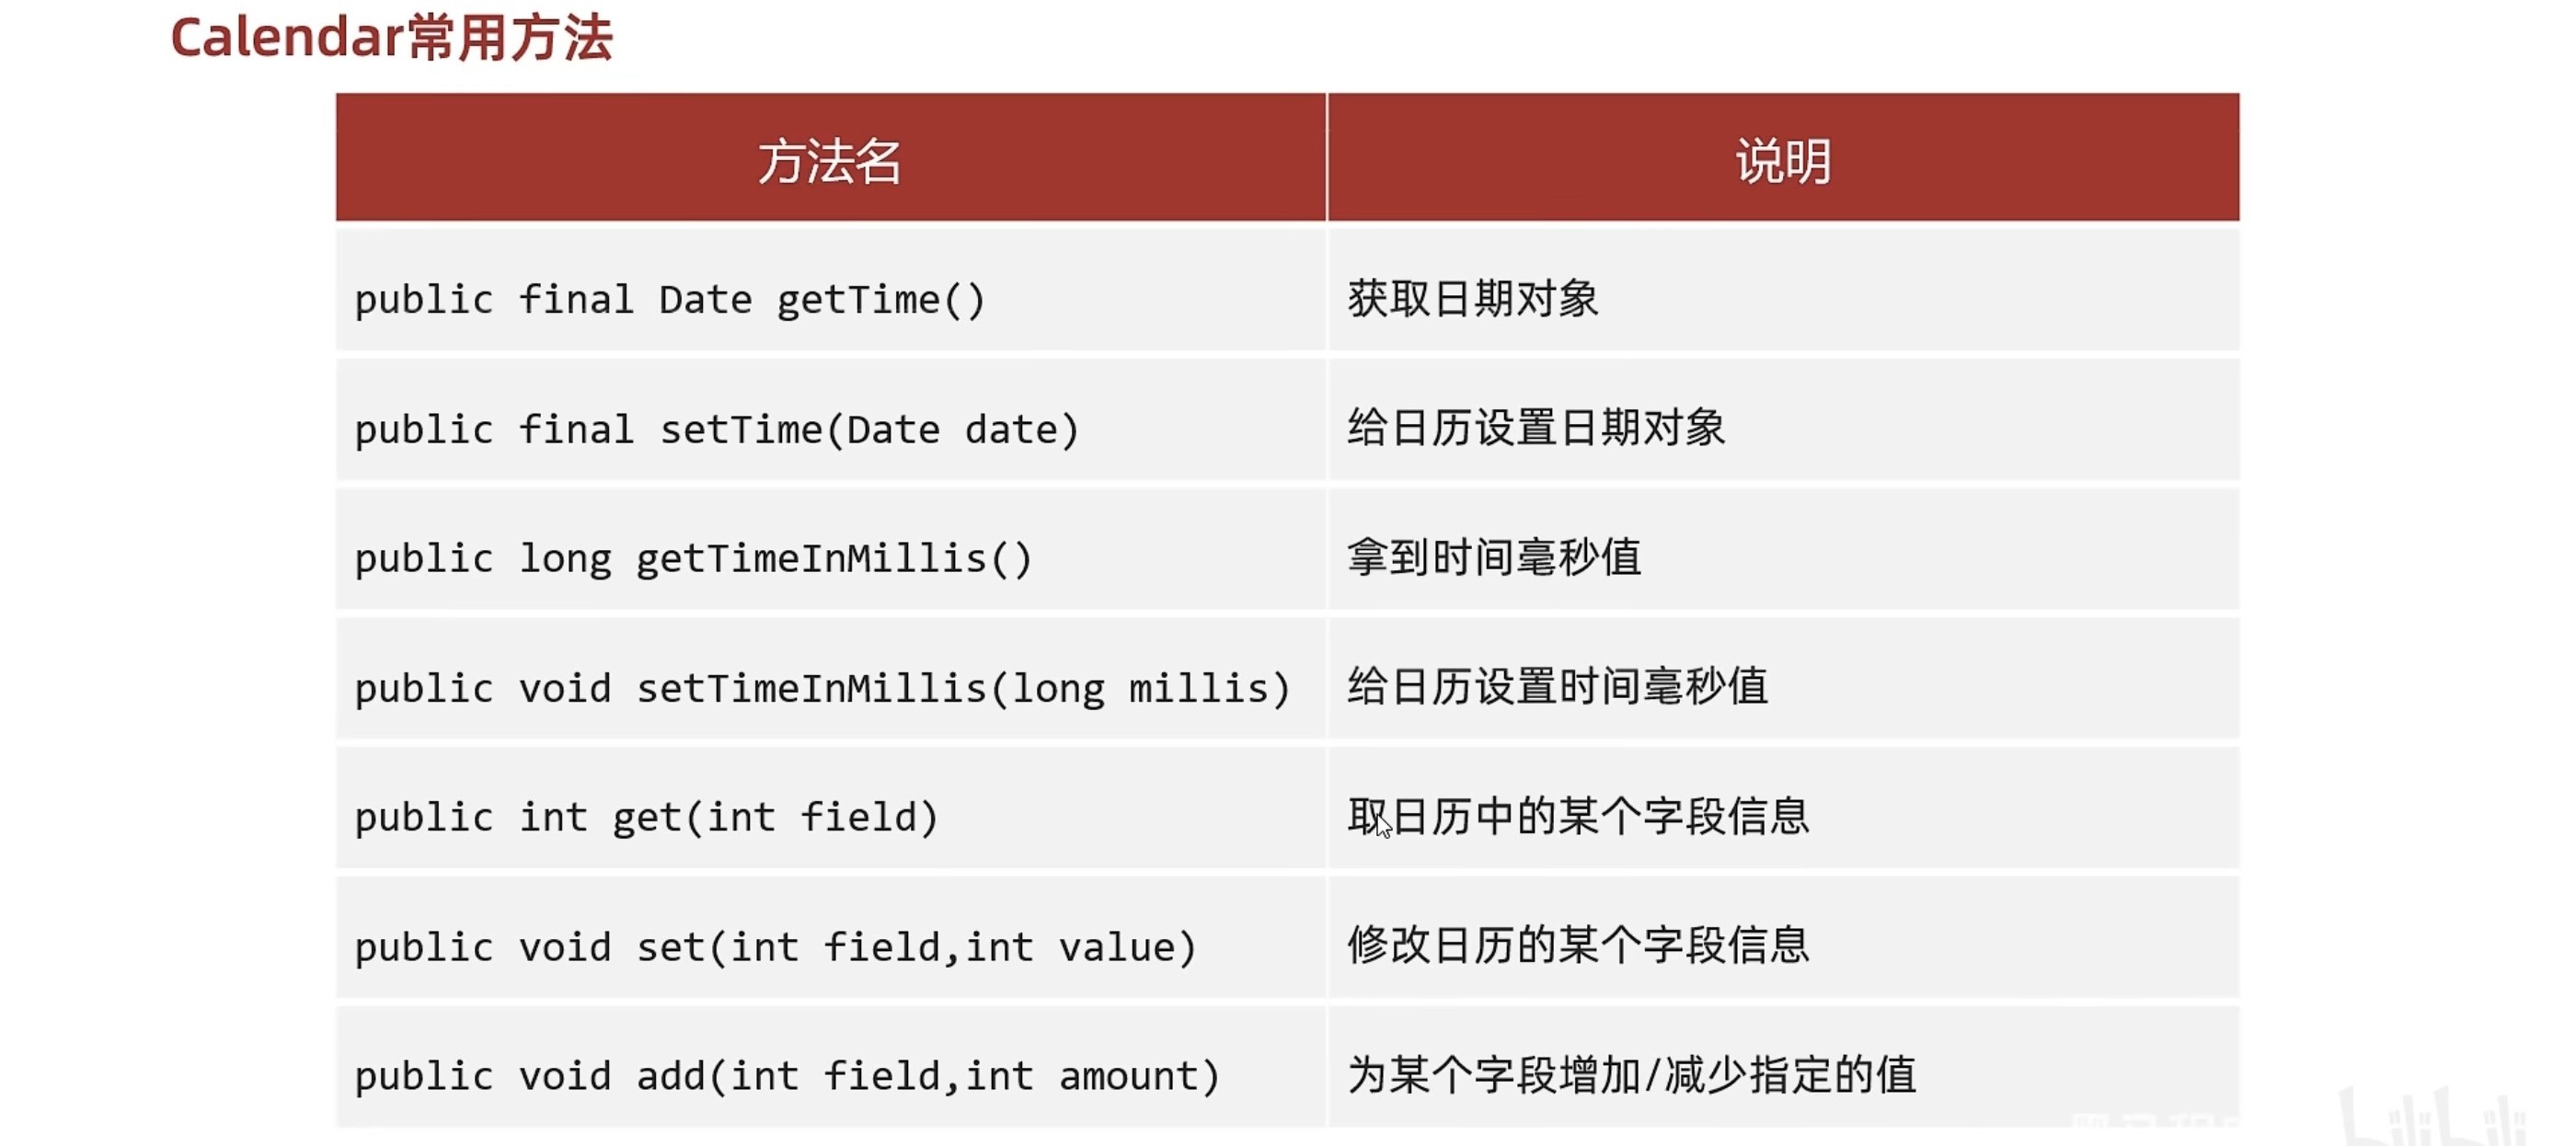 Calendar常用方法
方法名 说明
public final Date getTime() 获取日期对象
public final setTime(Date date) 给日历设置日期对象
public long getTimeInMillis() 拿到时间毫秒值
public void setTimeInMillis(long millis) 给日历设置时间毫秒值
public int get(int field) 取日历中的某个字段信息
public void set(int field,int value) 修改日历的某个字段信息
public void add(int field,int amount) 为某个字段增加/减少指定的值
bilibili